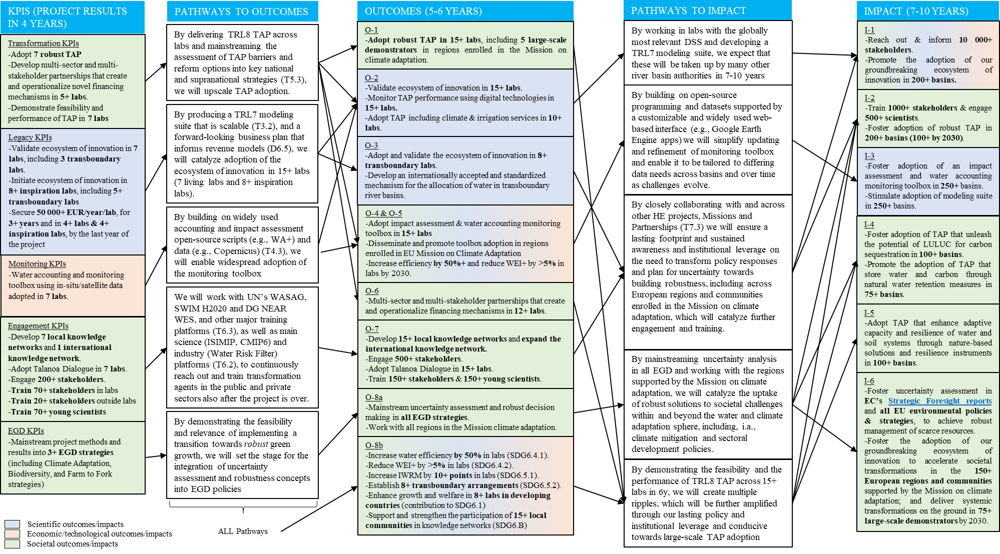 KPIS (PROJECT RESULTS
IN 4 YEARS)
Transformation KPIs
-Adopt 7 robust TAP
-Develop multi-sector and multi-
stakeholder partnerships that create
and operationalize novel financing
mechanisms in 5+ labs.
-Demonstrate feasibility and
performance of TAP in 7 labs
Legacy KPIs
-Validate ecosystem of innovation in 7
labs, including 3 transboundary
labs.
-Initiate ecosystem of innovation in
8+ inspiration labs, including 5+
transboundary labs
-Secure 50 000+ EUR/year/lab, for
3+ years and in 4+ labs & 4+
inspiration labs, by the last year of
the project
Monitoring KPIs
-Water accounting and monitoring
toolbox using in-situ/satellite data
adopted in 7 labs.
Engagement KPIs
-Develop 7 local knowledge
networks and 1 international
knowledge network.
-Adopt Talanoa Dialogue in 7 labs.
-Engage 200+ stakeholders.
-Train 70+ stakeholders in labs
-Train 20+ stakeholders outside labs
-Train 70+ young scientists
EGD KPIs
-Mainstream project methods and
results into 3+ EGD strategies
(including Climate Adaptation,
Biodiversity, and Farm to Fork
strategies)
Scientific outcomes/impacts
Economic/technological outcomes/impacts
Societal outcomes/impacts
PATHWAYS TO OUTCOMES
By delivering TRL8 TAP across
labs and mainstreaming the
assessment of TAP barriers and
reform options into key national
and supranational strategies (T5.3),
we will upscale TAP adoption.
By producing a TRL7 modeling
suite that is scalable (T3.2), and a
forward-looking business plan that
informs revenue models (D6.5), we
will catalyze adoption of the
ecosystem of innovation in 15+ labs
(7 living labs and 8+ inspiration
labs).
By building on widely used
accounting and impact assessment
open-source scripts (e.g., WA+) and
data (e.g., Copernicus) (T4.3), we
will enable widespread adoption of
the monitoring toolbox
We will work with UN's WASAG,
SWIM H2020 and DG NEAR
WES, and other major training
platforms (T6.3), as well as main
science (ISIMIP, CMIP6) and
industry (Water Risk Filter)
platforms (T6.2), to continuously
reach out and train transformation
agents in the public and private
sectors also after the project is over.
By demonstrating the feasibility
and relevance of implementing a
transition towards robust green
growth, we will set the stage for the
integration of uncertainty
assessment and robustness concepts
into EGD policies
ALL Pathways
OUTCOMES (5-6 YEARS)
O-1
-Adopt robust TAP in 15+ labs, including 5 large-scale
demonstrators in regions enrolled in the Mission on
climate adaptation.
O-2
-Validate ecosystem of innovation in 15+ labs.
-Monitor TAP performance using digital technologies in
15+ labs.
-Adopt TAP including climate & irrigation services in 10+
labs.
O-3
-Adopt and validate the ecosystem of innovation in 8+
transboundary labs.
-Develop an internationally accepted and standardized
mechanism for the allocation of water in transboundary
river basins.
O-4 & O-5
-Adopt impact assessment & water accounting monitoring
toolbox in 15+ labs
-Disseminate and promote toolbox adoption in regions
enrolled in EU Mission on Climate Adaptation
-Increase efficiency by 50%+ and reduce WEI+ by >5% in
labs by 2030.
O-6
-Multi-sector and multi-stakeholder partnerships that create
and operationalize financing mechanisms in 12+ labs.
O-7
-Develop 15+ local knowledge networks and expand the
international knowledge network.
-Engage 500+ stakeholders.
-Adopt Talanoa Dialogue in 15+ labs.
-Train 150+ stakeholders & 150+ young scientists.
O-8a
-Mainstream uncertainty assessment and robust decision
making in all EGD strategies.
-Work with all regions in the Mission climate adaptation.
O-8b
-Increase water efficiency by 50% in labs (SDG6.4.1).
-Reduce WEI+ by >5% in labs (SDG6.4.2).
-Increase IWRM by 10+ points in labs (SDG6.5.1).
-Establish 8+ transboundary arrangements (SDG6.5.2).
-Enhance growth and welfare in 8+ labs in developing
countries (contribution to SDG6.1)
-Support and strengthen the participation of 15+ local
communities in knowledge networks (SDG6.B)
PATHWAYS TO IMPACT
By working in labs with the globally
most relevant DSS and developing a
TRL7 modeling suite, we expect that
these will be taken up by many other
river basin authorities in 7-10 years
By building on open-source
programming and datasets supported by
a customizable and widely used web-
based interface (e.g., Google Earth
Engine apps) we will simplify updating
and refinement of monitoring toolbox
and enable it to be tailored to differing
data needs across basins and over time
as challenges evolve.
By closely collaborating with and across
other HE projects, Missions and
Partnerships (T7.3) we will ensure a
lasting footprint and sustained
awareness and institutional leverage on
the need to transform policy responses
and plan for uncertainty towards
building robustness, including across
European regions and communities
enrolled in the Mission on climate
adaptation, which will catalyze further
engagement and training.
By mainstreaming uncertainty analysis
in all EGD and working with the regions
supported by the Mission on climate
adaptation, we will catalyze the uptake
of robust solutions to societal challenges
within and beyond the water and climate
adaptation sphere, including, i.a.,
climate mitigation and sectoral
development policies.
By demonstrating the feasibility and the
performance of TRL8 TAP across 15+
labs in 6y, we will create multiple
ripples, which will be further amplified
through our lasting policy and
institutional leverage and conducive
towards large-scale TAP adoption
IMPACT (7-10 YEARS)
I-1
-Reach out & inform 10 000+
stakeholders.
-Promote the adoption of our
groundbreaking ecosystem of
innovation in 200+ basins.
I-2
-Train 1000+ stakeholders & engage
500+ scientists.
-Foster adoption of robust TAP in
200+ basins (100+ by 2030).
I-3
-Foster adoption of an impact
assessment and water accounting
monitoring toolbox in 250+ basins.
-Stimulate adoption of modeling suite
in 250+ basins.
I-4
-Foster adoption of TAP that unleash
the potential of LULUC for carbon
sequestration in 100+ basins.
-Promote the adoption of TAP that
store water and carbon through
natural water retention measures in
75+ basins.
I-5
-Adopt TAP that enhance adaptive
capacity and resilience of water and
soil systems through nature-based
solutions and resilience instruments
in 100+ basins.
I-6
-Foster uncertainty assessment in
EC's Strategic Foresight reports
and all EU environmental policies
& strategies, to achieve robust
management of scarce resources.
-Foster the adoption of our
groundbreaking ecosystem of
innovation to accelerate societal
transformations in the 150+
European regions and communities
supported by the Mission on climate
adaptation; and deliver systemic
transformations on the ground in 75+
large-scale demonstrators by 2030.